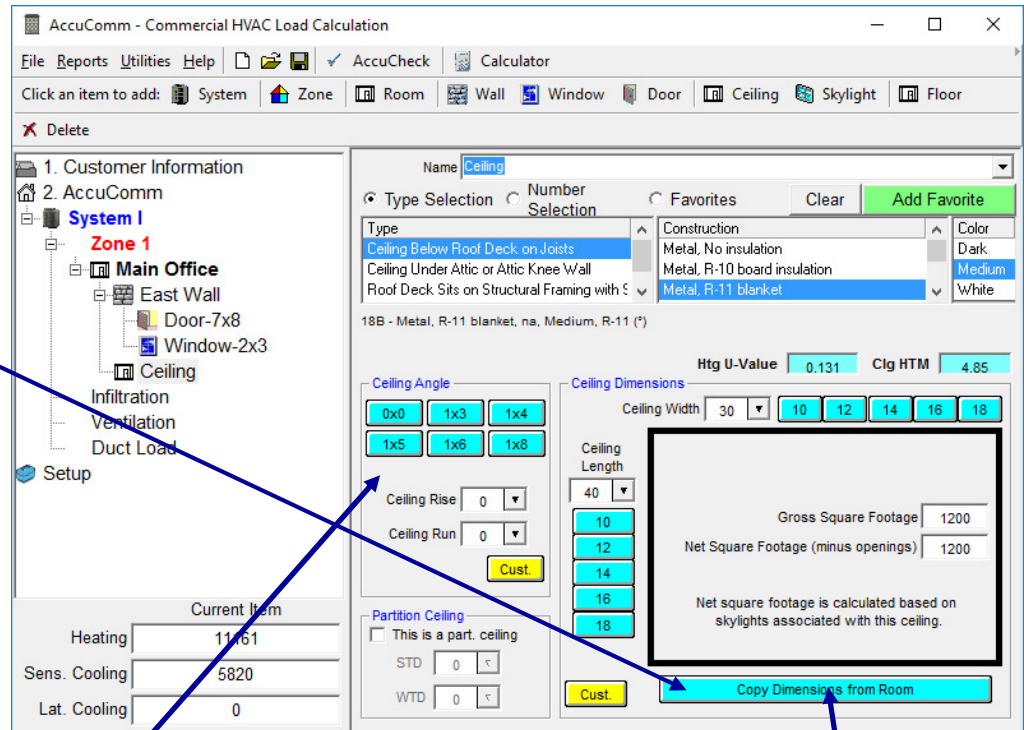 AccuComm - Commercial HVAC Load Calculation
File Reports Utilities Help AccuCheck Calculator
Click an item to add: System Zone Room Wall Window Door Ceiling Skylight Floor
Delete
1. Customer Information
2. AccuComm
System I
Zone 1
Main Office
East Wall
Door-7x8
Window-2x3
Ceiling
Infiltration
Ventilation
Duct Load
Setup
Current Item
Heating 11161
Sens. Cooling 5820
Lat. Cooling 0
Name Ceiling
Type Selection Number Selection Favorites Clear Add Favorite
Type Construction Color
Ceiling Below Roof Deck on Joists Metal, No insulation Dark
Ceiling Under Attic or Attic Knee Wall Metal, R-10 board insulation Medium
Roof Deck Sits on Structural Framing with Metal, R-11 blanket White
18B - Metal, R-11 blanket, na, Medium, R-11 (*)
Htg U-Value 0.131 Clg HTM 4.85
Ceiling Angle
0x0 1x3 1x4
1x5 1x6 1x8
Ceiling Rise 0
Ceiling Run 0
Cust.
Partition Ceiling
This is a part. ceiling
STD 0
WTD 0
Ceiling Dimensions
Ceiling Width 30 10 12 14 16 18
Ceiling
Length
40
10
12
14
16
18
Gross Square Footage 1200
Net Square Footage (minus openings) 1200
Net square footage is calculated based on
skylights associated with this ceiling.
Cust. Copy Dimensions from Room